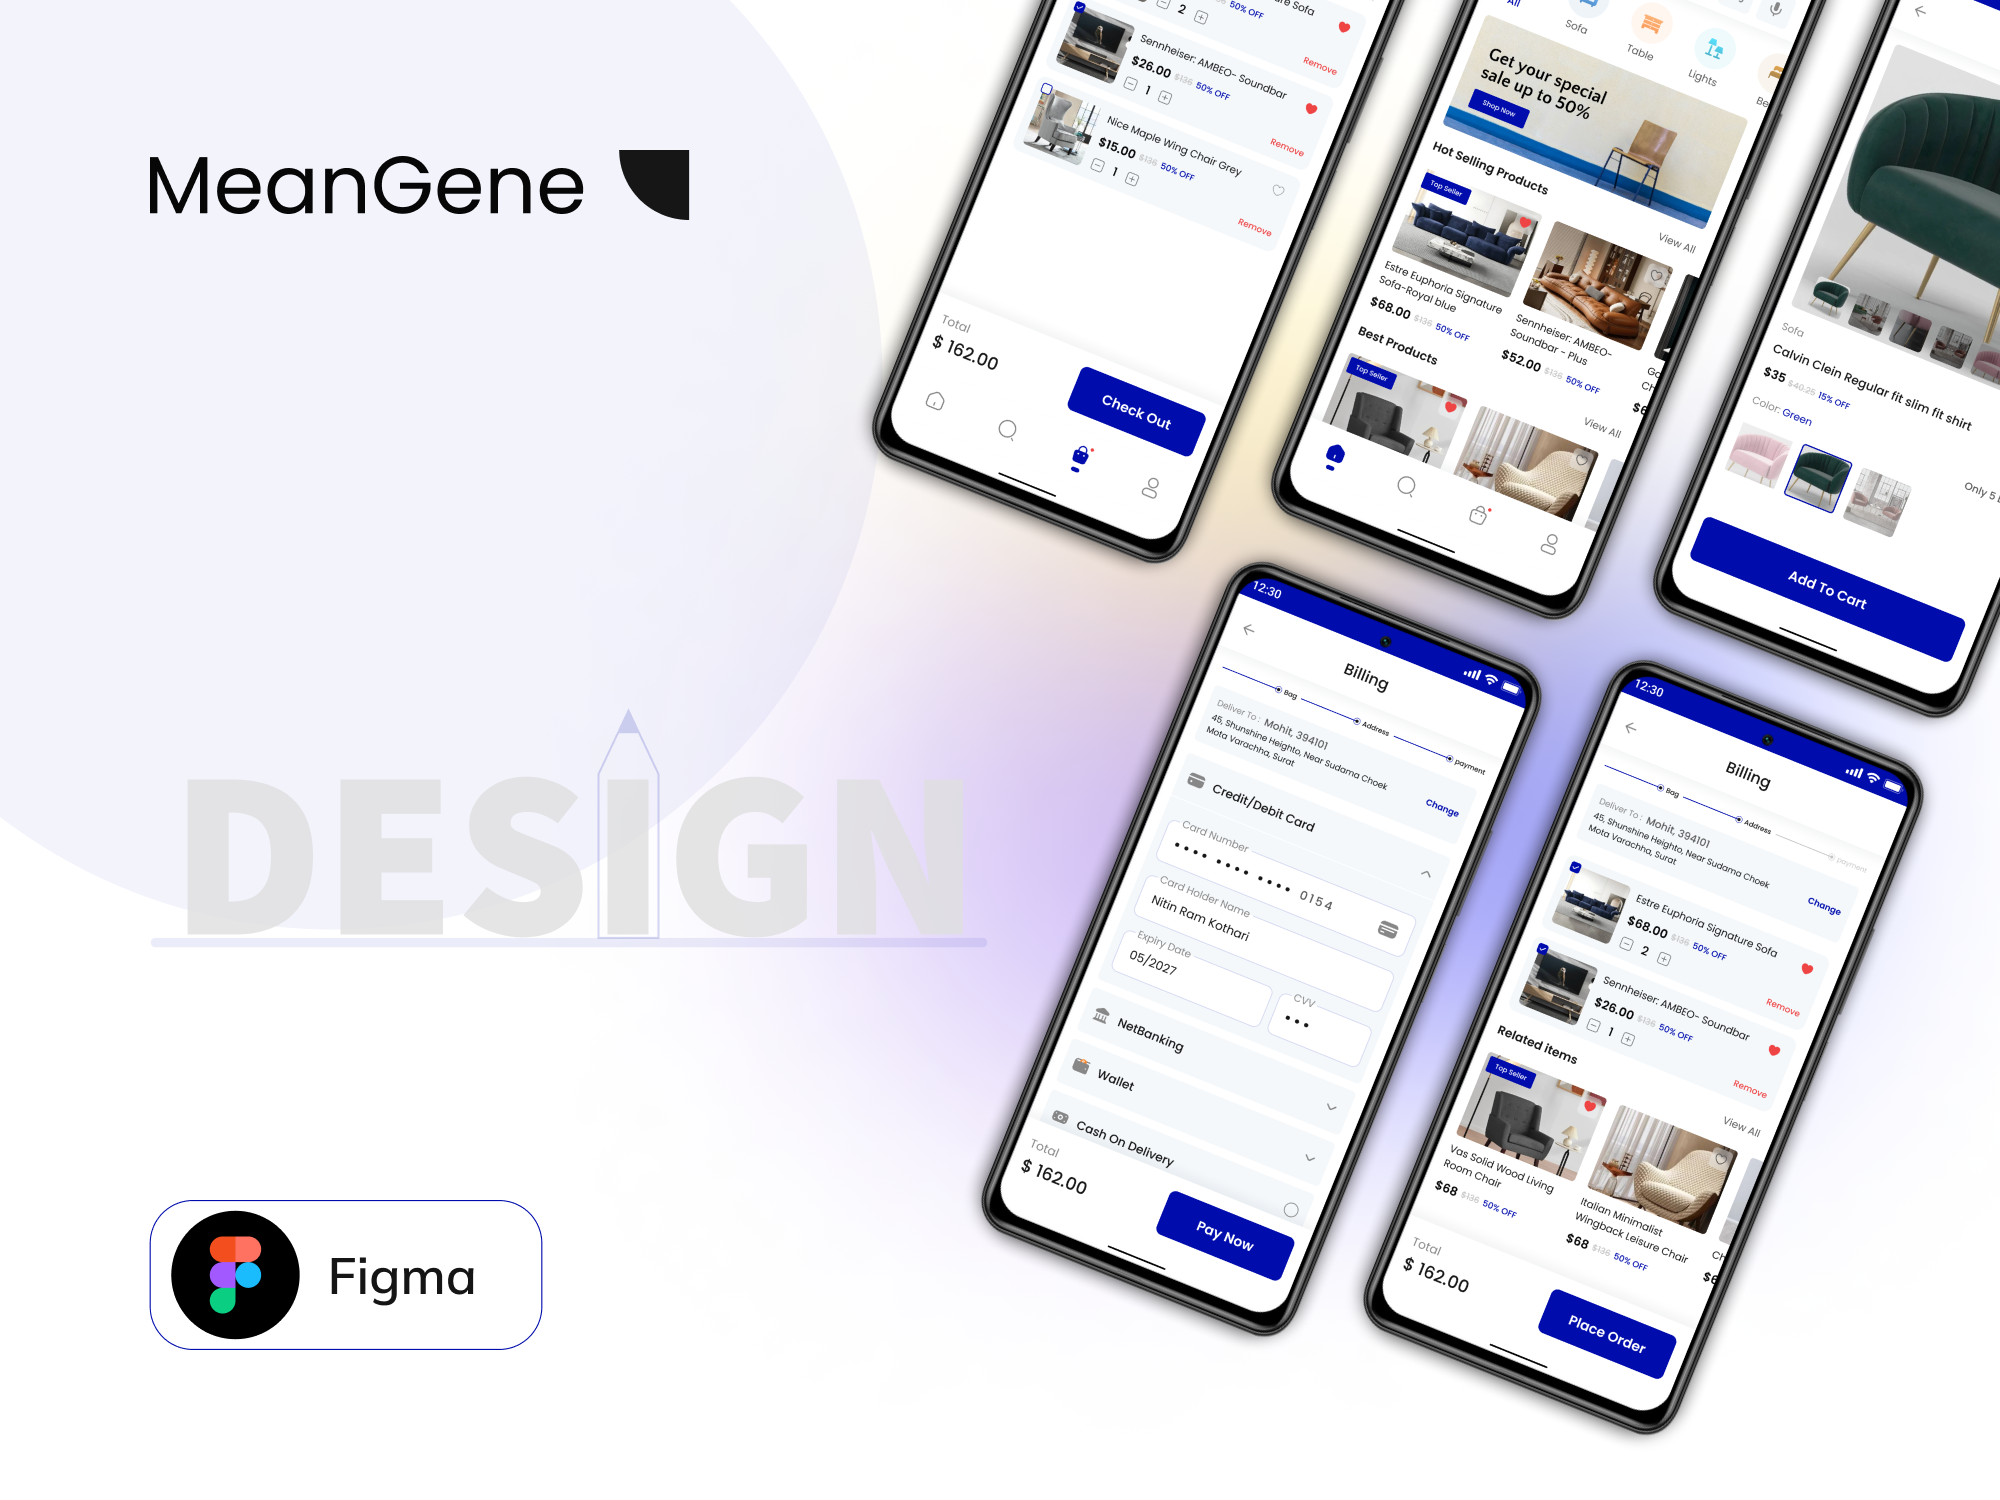 MeanGene
DESIGN
Figma
2
50% OFF
Remove
Sennheiser: AMBEO- Soundbar
$26.00 $136 50% OFF
1
Remove
Nice Maple Wing Chair Grey
$15.00 $136 50% OFF
1
Remove
Total
$ 162.00
Check Out
All
Sofa
Table
Lights
Get your special
sale up to 50%
Shop Now
Hot Selling Products
View All
Top Seller
Estre Euphoria Signature
Sofa-Royal blue
$68.00 $136 50% OFF
Sennheiser: AMBEO-
Soundbar - Plus
$52.00 $136 50% OFF
Best Products
View All
Top Seller
Sofa
Calvin Clein Regular fit slim fit shirt
$35 $40.25 15% OFF
Color: Green
Only 5
Add To Cart
12:30
Billing
Bag
Address
payment
Deliver To : Mohit, 394101
45, Shunshine Heighto, Near Sudama Choek
Mota Varachha, Surat
Change
Credit/Debit Card
Card Number
•••• •••• •••• 0154
Card Holder Name
Nitin Ram Kothari
Expiry Date
05/2027
CVV
•••
NetBanking
Wallet
Cash On Delivery
Total
$ 162.00
Pay Now
12:30
Billing
Bag
Address
payment
Deliver To : Mohit, 394101
45, Shunshine Heighto, Near Sudama Choek
Mota Varachha, Surat
Change
Estre Euphoria Signature Sofa
$68.00 $136 50% OFF
2
Remove
Sennheiser: AMBEO- Soundbar
$26.00 $136 50% OFF
1
Remove
Related items
View All
Top Seller
Vas Solid Wood Living
Room Chair
$68 $136 50% OFF
Italian Minimalist
Wingback Leisure Chair
$68 $136 50% OFF
Total
$ 162.00
Place Order